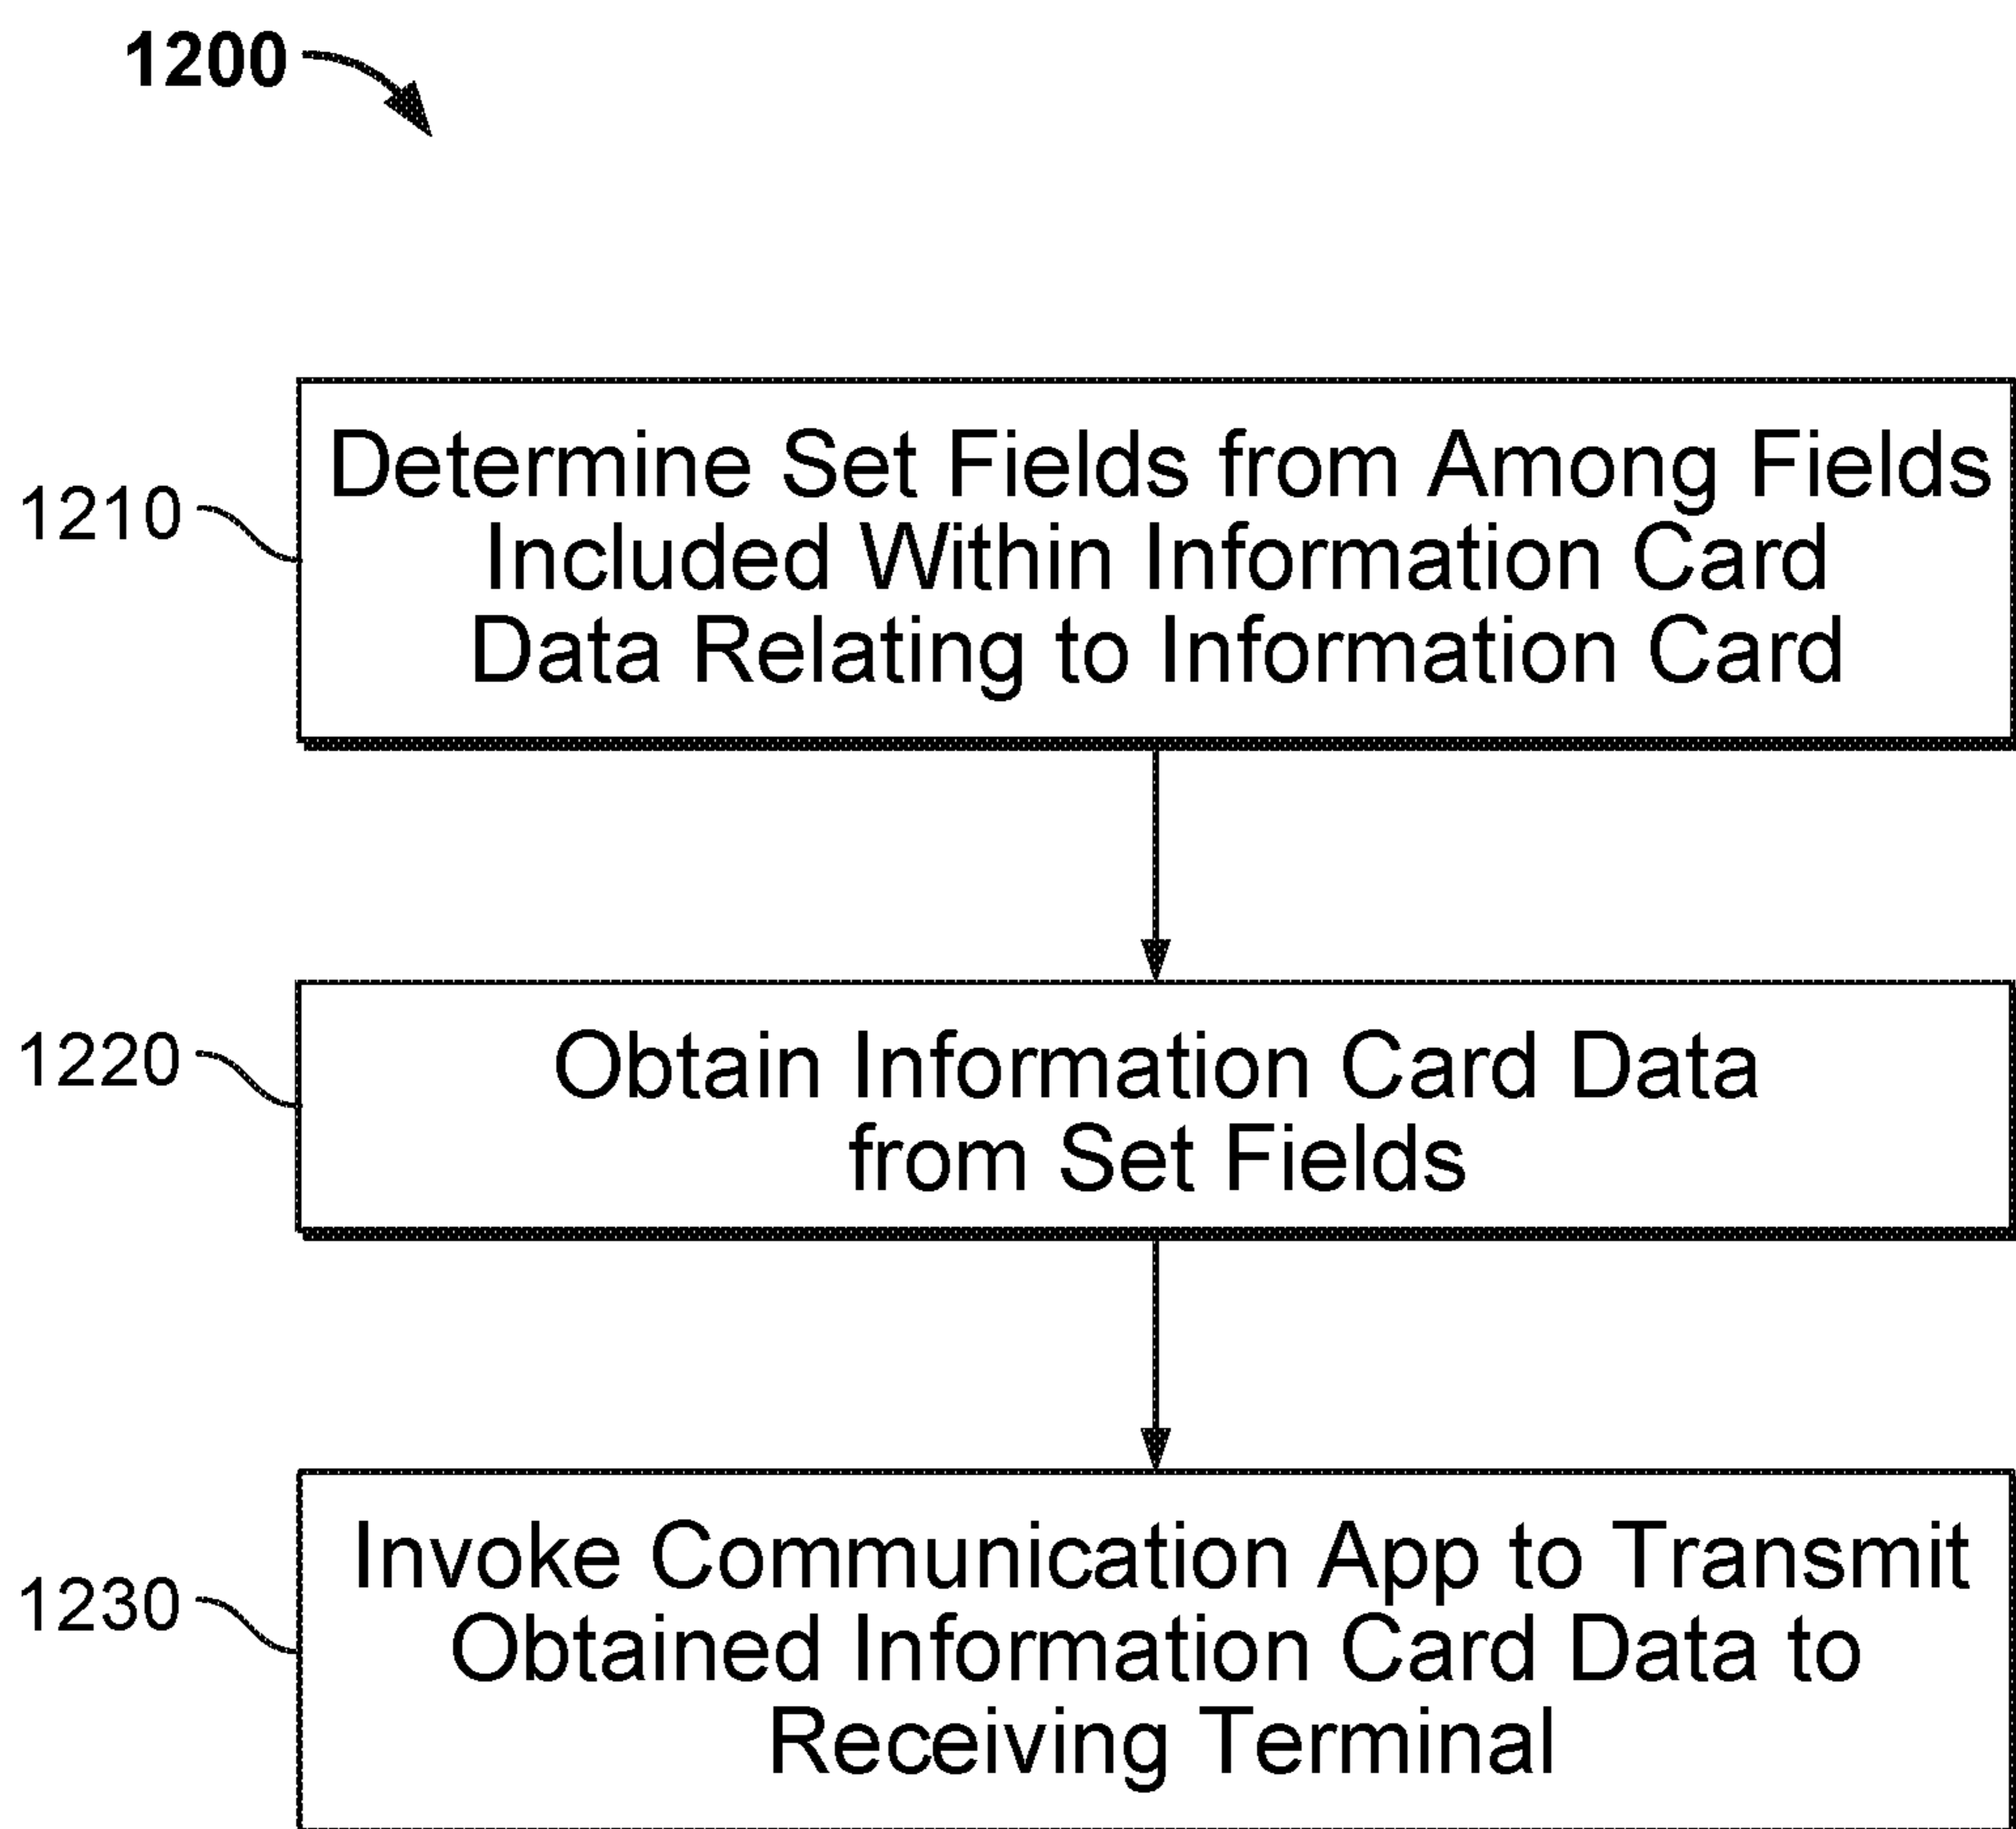 1200
1210
Determine Set Fields from Among Fields
Included Within Information Card
Data Relating to Information Card
1220
Obtain Information Card Data
from Set Fields
1230
Invoke Communication App to Transmit
Obtained Information Card Data to
Receiving Terminal